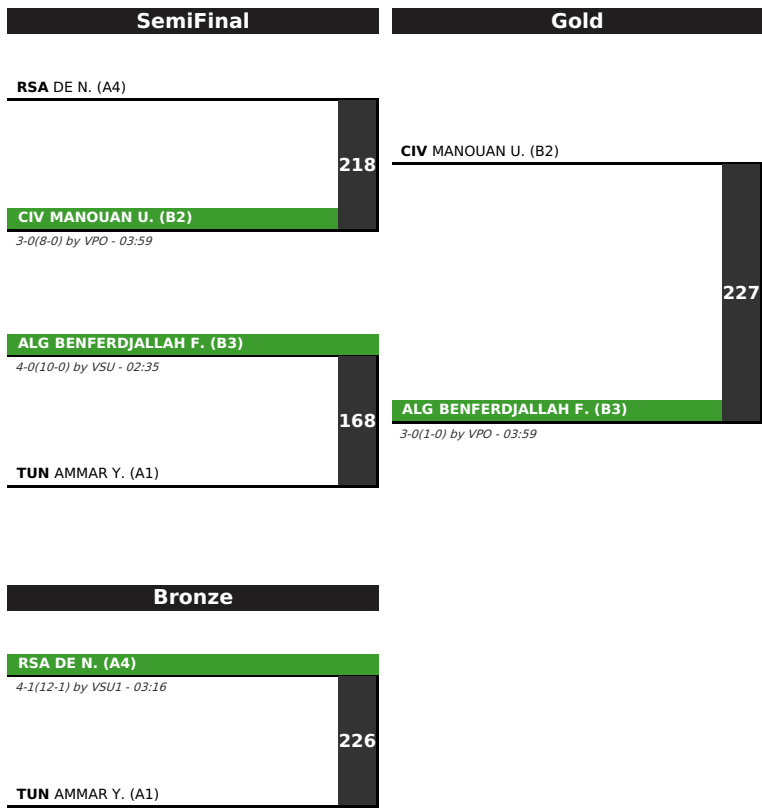 SemiFinal
RSA DE N. (A4)
218
CIV MANOUAN U. (B2)
3-0(8-0) by VPO - 03:59
ALG BENFERDJALLAH F. (B3)
4-0(10-0) by VSU - 02:35
168
TUN AMMAR Y. (A1)
Gold
CIV MANOUAN U. (B2)
227
ALG BENFERDJALLAH F. (B3)
3-0(1-0) by VPO - 03:59
Bronze
RSA DE N. (A4)
4-1(12-1) by VSU1 - 03:16
226
TUN AMMAR Y. (A1)